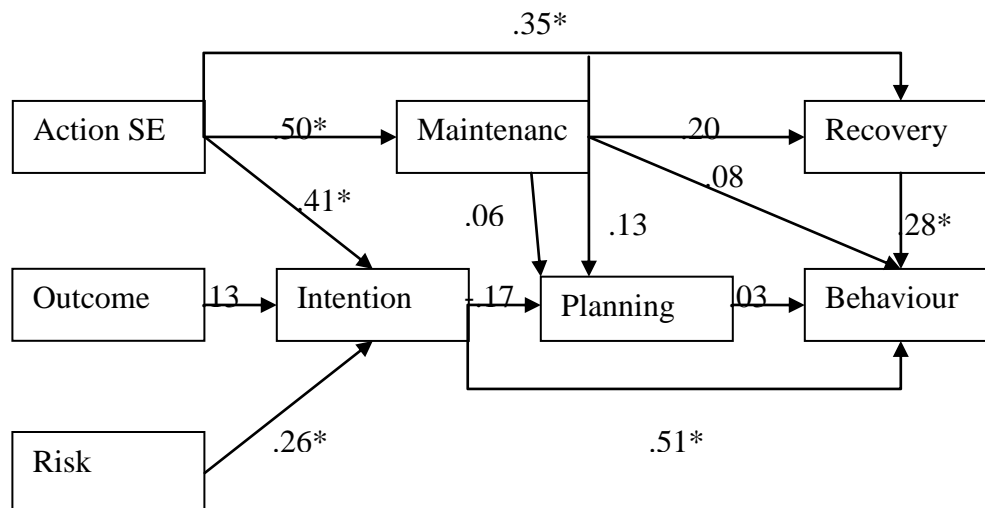 .35*
Action SE
.50*
Maintenanc
.20
Recovery
.41*
.06
.13
.08
.28*
Outcome
.13
Intention
-.17
Planning
.03
Behaviour
Risk
.26*
.51*